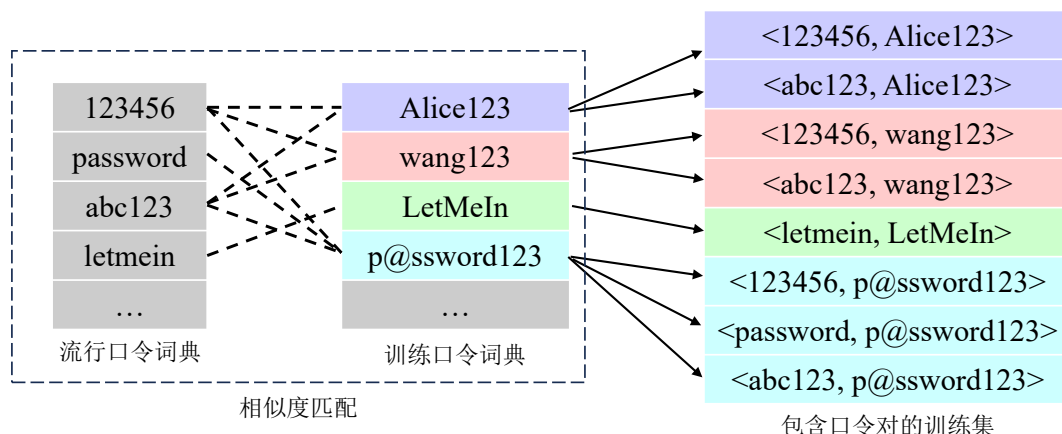 123456
password
abc123
letmein
…
流行口令词典
Alice123
wang123
LetMeIn
p@ssword123
…
训练口令词典
相似度匹配
<123456, Alice123>
<abc123, Alice123>
<123456, wang123>
<abc123, wang123>
<letmein, LetMeIn>
<123456, p@ssword123>
<password, p@ssword123>
<abc123, p@ssword123>
包含口令对的训练集